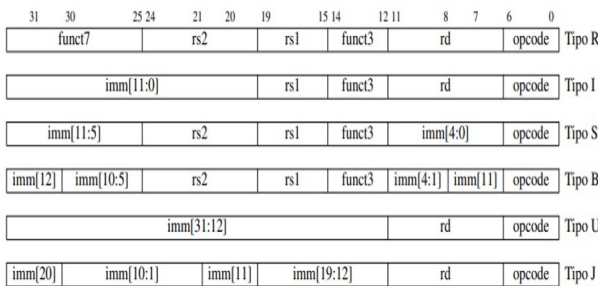 31 30 25 24 21 20 19 15 14 12 11 8 7 6 0
funct7 rs2 rs1 funct3 rd opcode Tipo R
imm[11:0] rs1 funct3 rd opcode Tipo I
imm[11:5] rs2 rs1 funct3 imm[4:0] opcode Tipo S
imm[12] imm[10:5] rs2 rs1 funct3 imm[4:1] imm[11] opcode Tipo B
imm[31:12] rd opcode Tipo U
imm[20] imm[10:1] imm[11] imm[19:12] rd opcode Tipo J